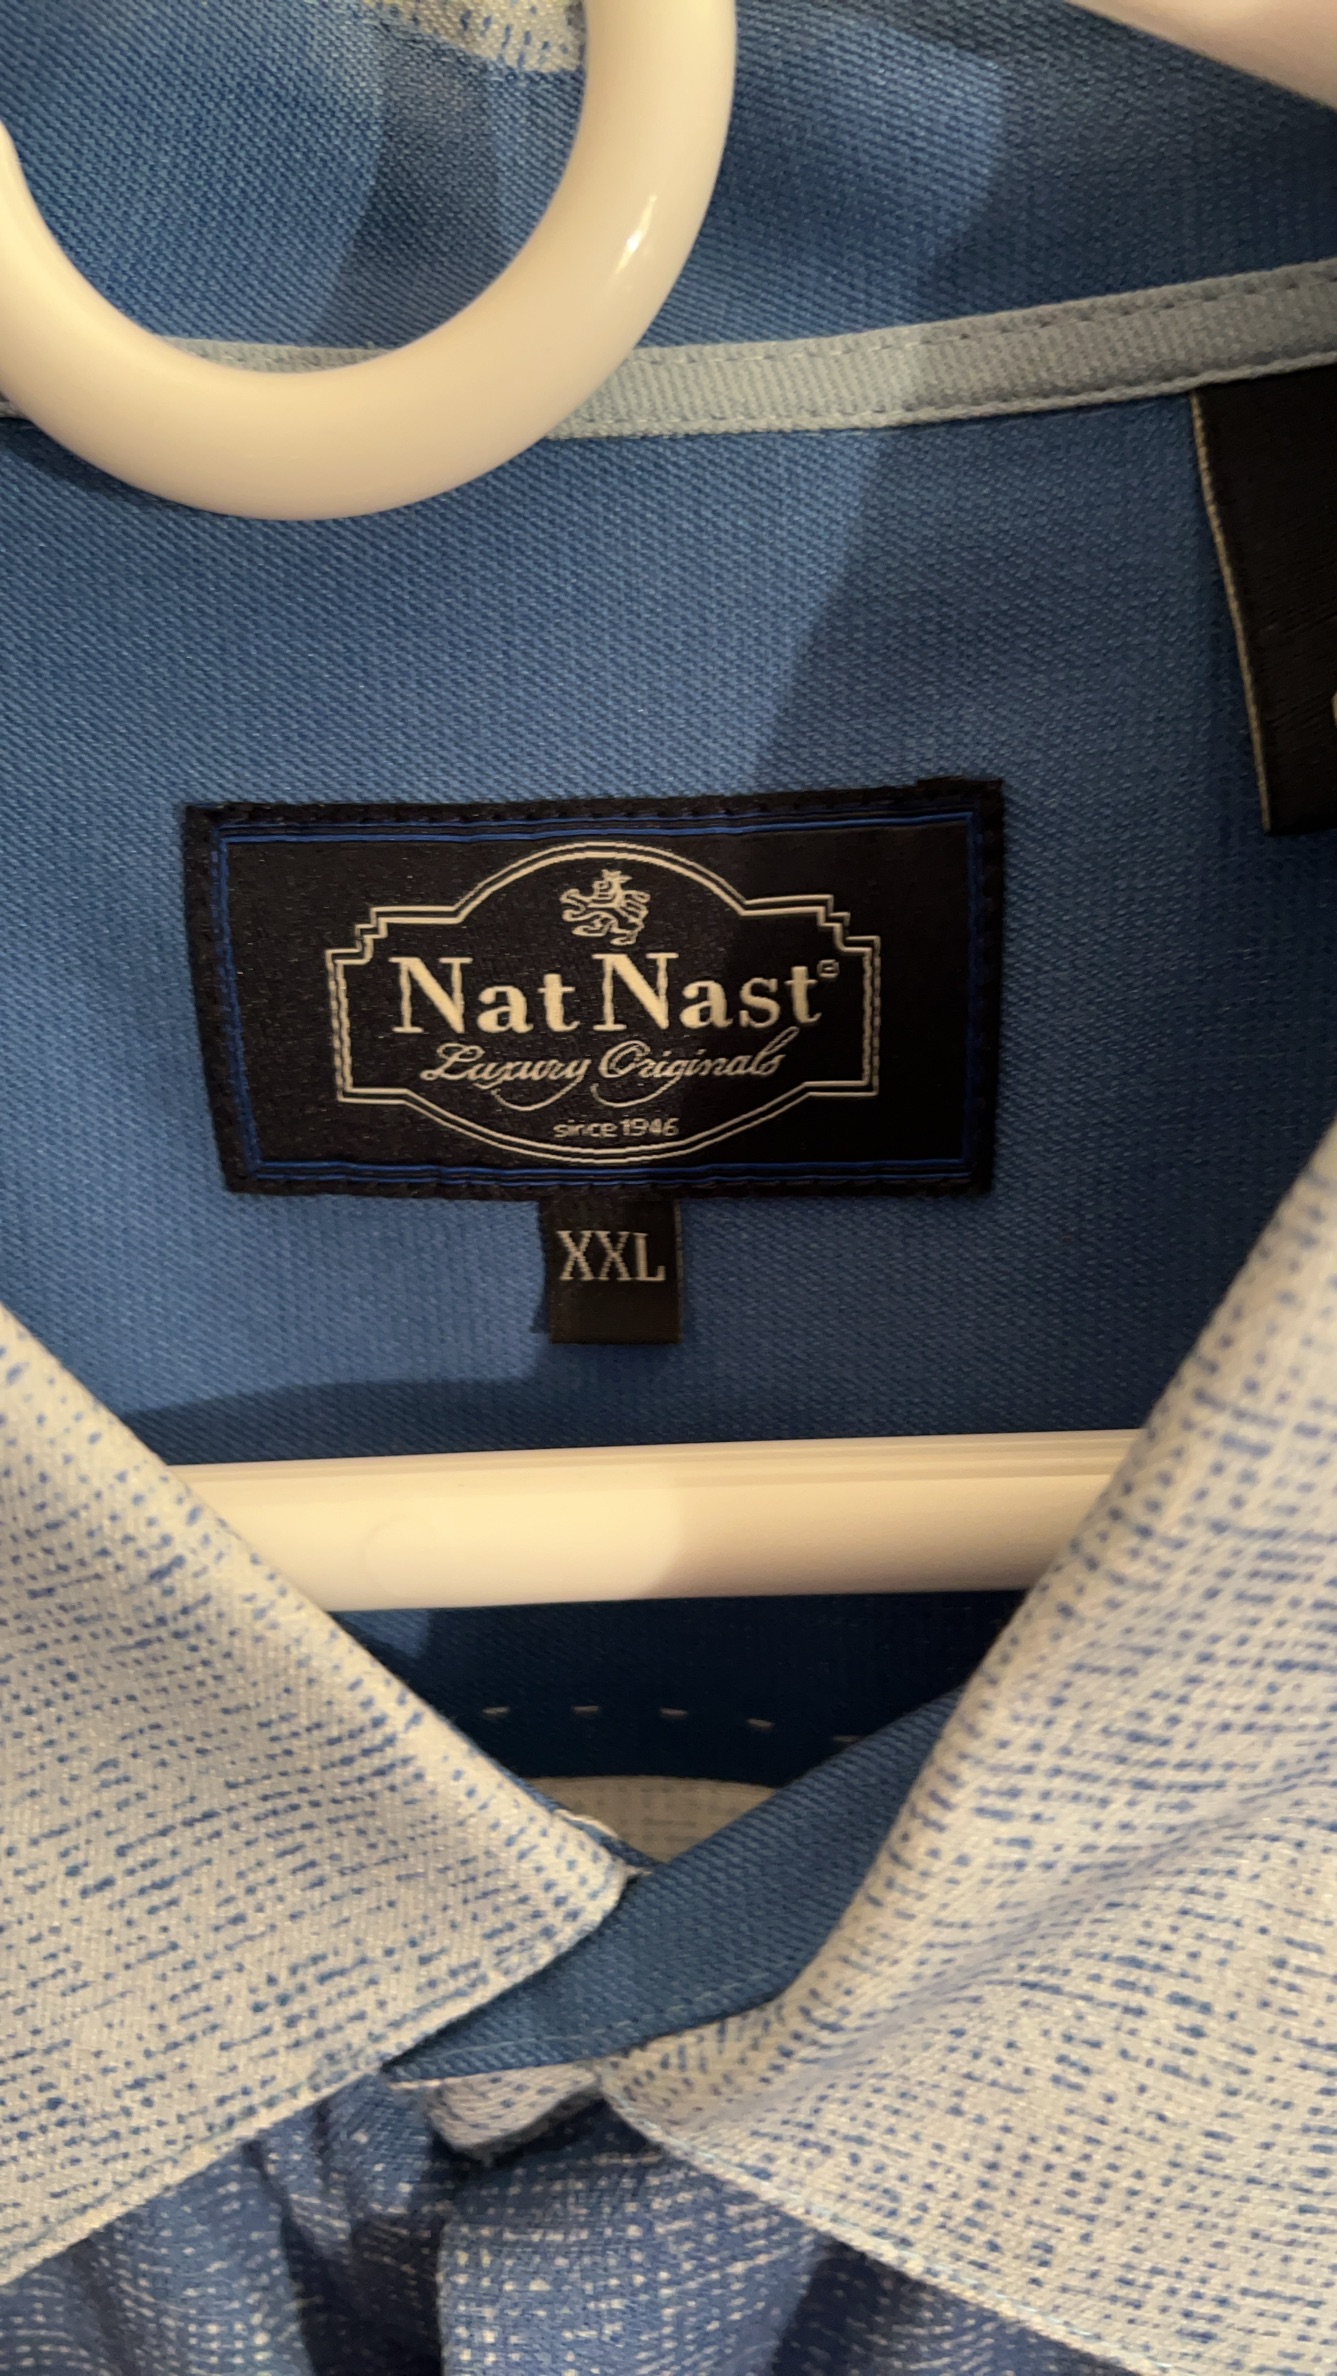 Nat Nast®
Luxury Originals
since 1946
XXL